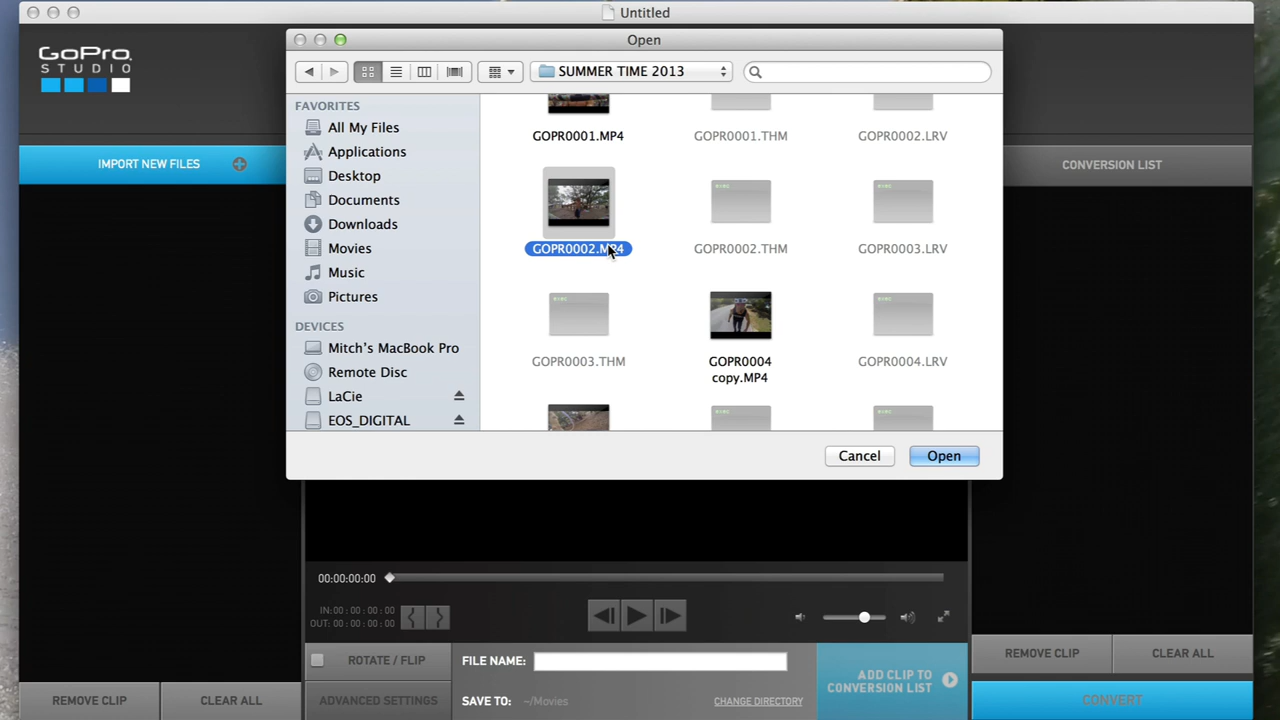 Untitled
GoPro
STUDIO
Open
SUMMER TIME 2013
FAVORITES
All My Files
Applications
Desktop
Documents
Downloads
Movies
Music
Pictures
DEVICES
Mitch's MacBook Pro
Remote Disc
LaCie
EOS_DIGITAL
GOPR0001.MP4
GOPR0001.THM
GOPR0002.LRV
GOPR0002.MP4
GOPR0002.THM
GOPR0003.LRV
GOPR0003.THM
GOPR0004
copy.MP4
GOPR0004.LRV
Cancel
Open
IMPORT NEW FILES
CONVERSION LIST
00:00:00:00
IN: 00 : 00 : 00 : 00
OUT: 00 : 00 : 00 : 00
ROTATE / FLIP
ADVANCED SETTINGS
FILE NAME:
SAVE TO: ~/Movies
CHANGE DIRECTORY
ADD CLIP TO
CONVERSION LIST
REMOVE CLIP
CLEAR ALL
REMOVE CLIP
CLEAR ALL
CONVERT